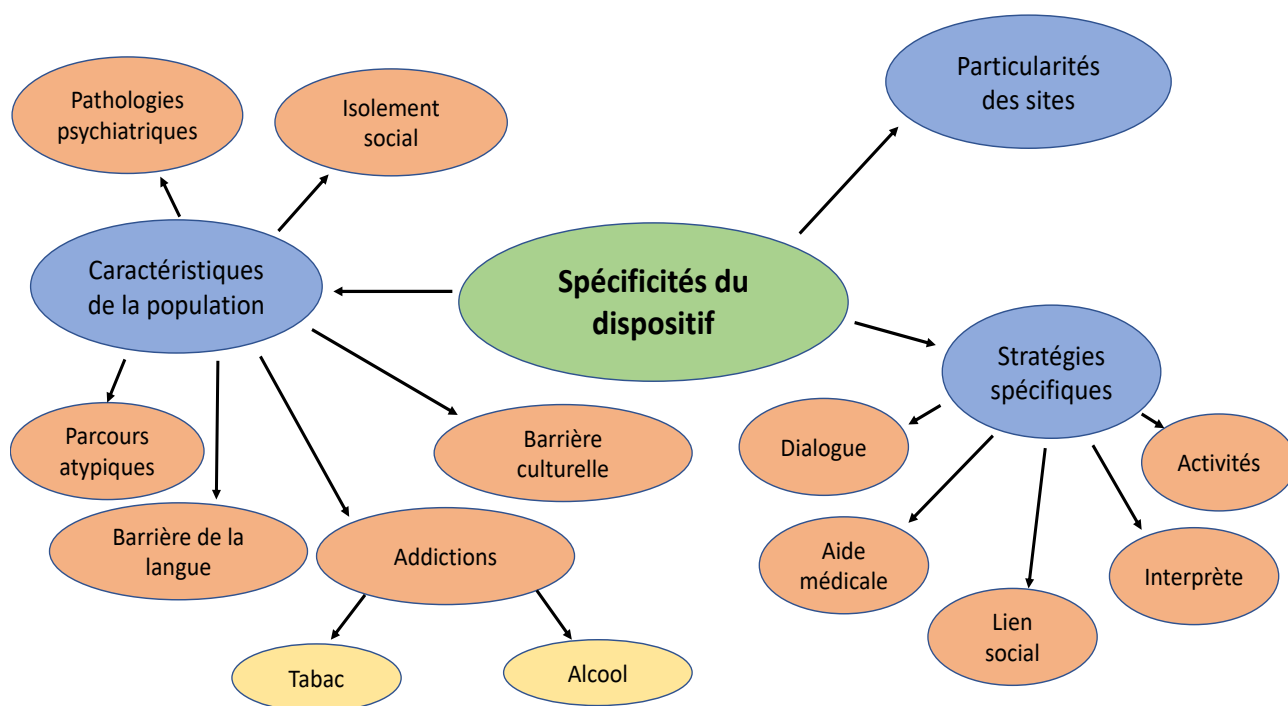 Particularités
des sites
Pathologies
psychiatriques
Isolement
social
Caractéristiques
de la population
Spécificités du
dispositif
Stratégies
spécifiques
Parcours
atypiques
Barrière
culturelle
Dialogue
Activités
Barrière de la
langue
Addictions
Aide
médicale
Interprète
Lien
social
Tabac
Alcool